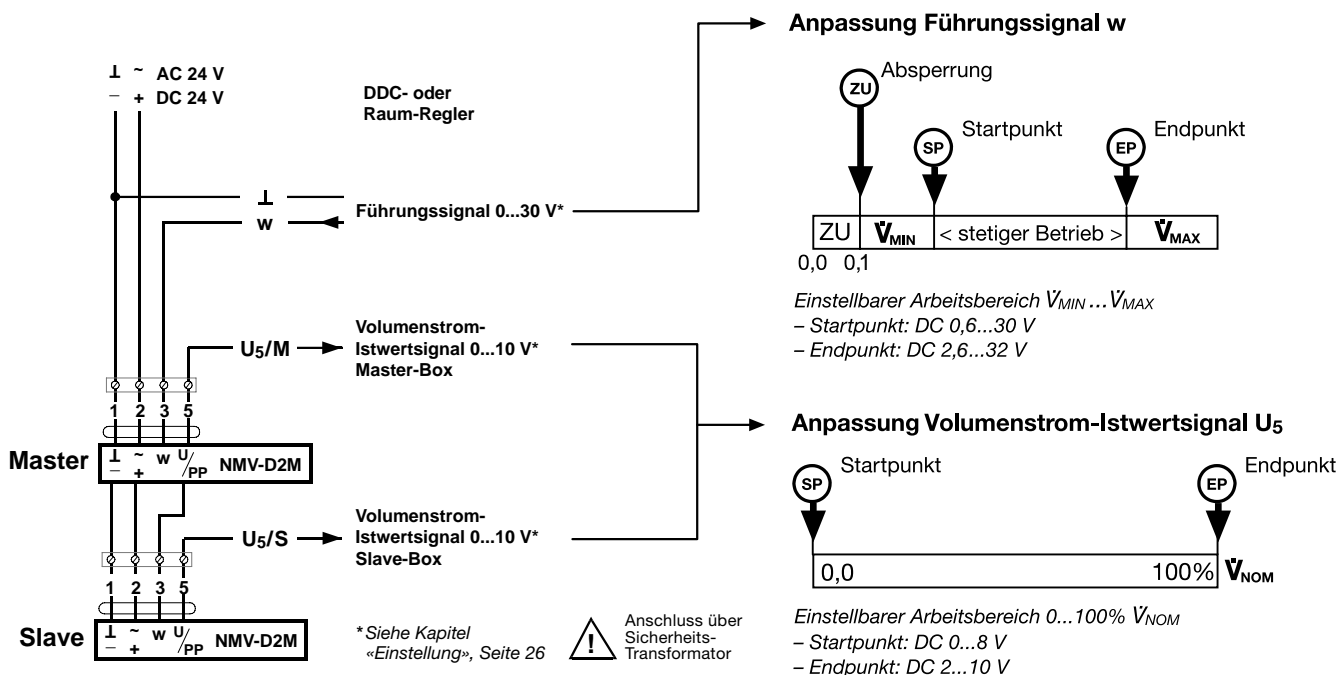 Anpassung Führungssignal w
⊥ ~ AC 24 V
– + DC 24 V
DDC- oder
Raum-Regler
⊥
w
Führungssignal 0...30 V*
ZU
Absperrung
SP
Startpunkt
EP
Endpunkt
ZU V̇MIN < stetiger Betrieb > V̇MAX
0,0 0,1
Einstellbarer Arbeitsbereich V̇MIN ... V̇MAX
– Startpunkt: DC 0,6...30 V
– Endpunkt: DC 2,6...32 V
U5/M
Volumenstrom-
Istwertsignal 0...10 V*
Master-Box
1 2 3 5
Master
⊥ ~ w U/PP NMV-D2M
– +
U5/S
Volumenstrom-
Istwertsignal 0...10 V*
Slave-Box
1 2 3 5
Slave
⊥ ~ w U/PP NMV-D2M
– +
*Siehe Kapitel
«Einstellung», Seite 26
!
Anschluss über
Sicherheits-
Transformator
Anpassung Volumenstrom-Istwertsignal U5
SP
Startpunkt
EP
Endpunkt
0,0 100% V̇NOM
Einstellbarer Arbeitsbereich 0...100% V̇NOM
– Startpunkt: DC 0...8 V
– Endpunkt: DC 2...10 V